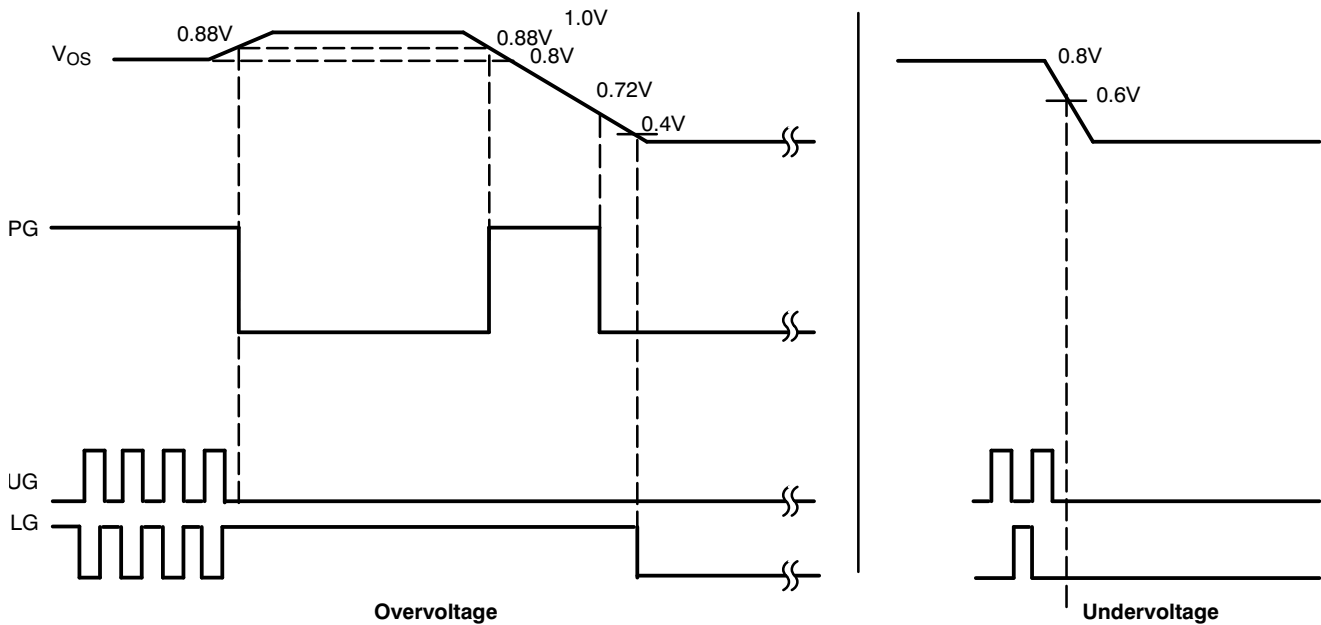 1.0V
0.88V
0.88V
VOS
0.8V
0.72V
0.4V
PG
UG
LG
Overvoltage
0.8V
0.6V
Undervoltage